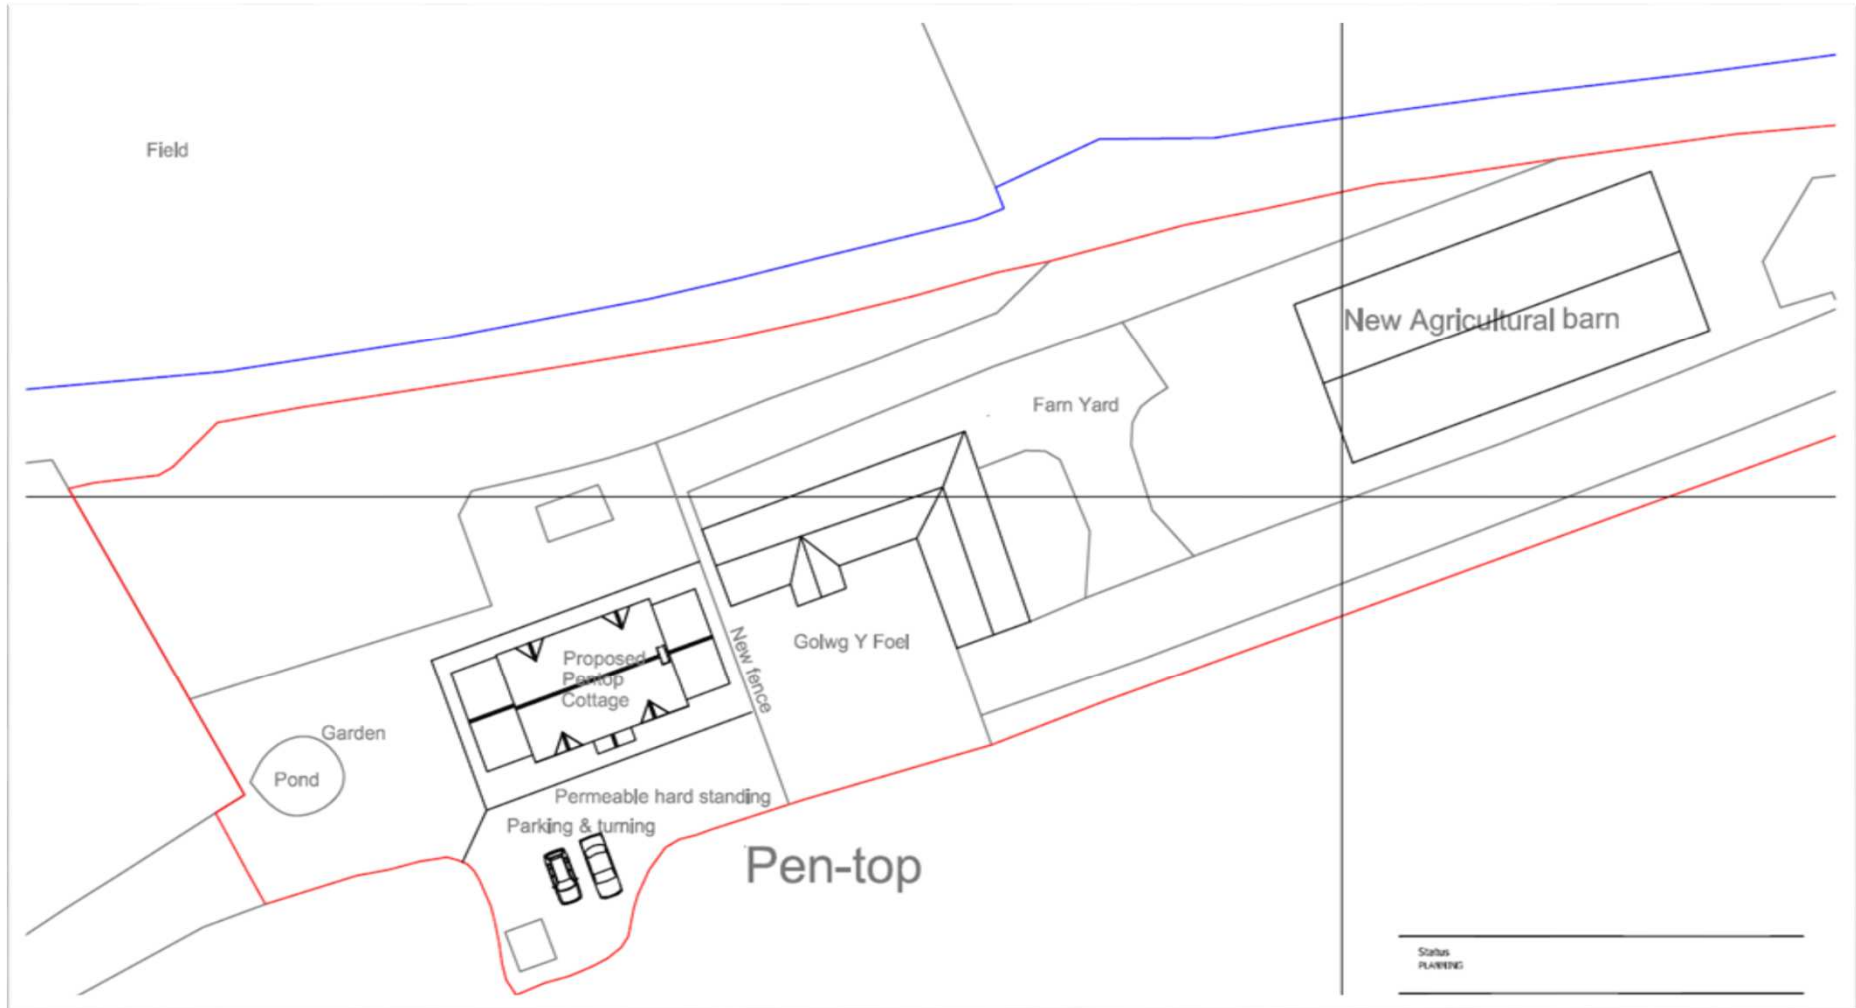 Field
New Agricultural barn
Farn Yard
Golwg Y Foel
New fence
Proposed
Pentop
Cottage
Garden
Pond
Permeable hard standing
Parking & turning
Pen-top
Status
PLANNING